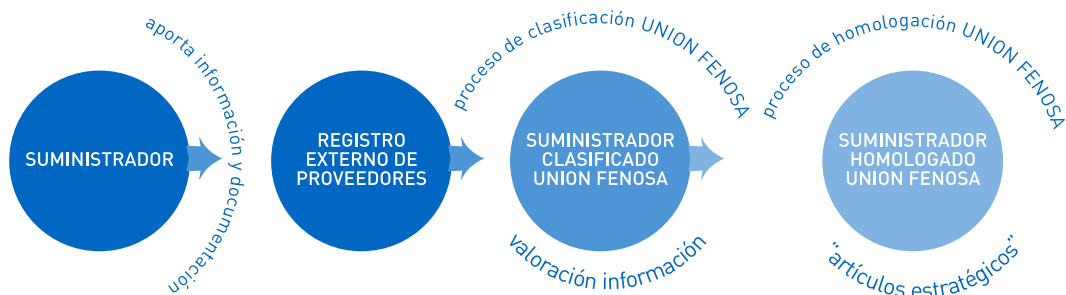 SUMINISTRADOR
aporta información y documentación
REGISTRO
EXTERNO DE
PROVEEDORES
proceso de clasificación UNION FENOSA
SUMINISTRADOR
CLASIFICADO
UNION FENOSA
valoración información
proceso de homologación UNION FENOSA
SUMINISTRADOR
HOMOLOGADO
UNION FENOSA
“artículos estratégicos”